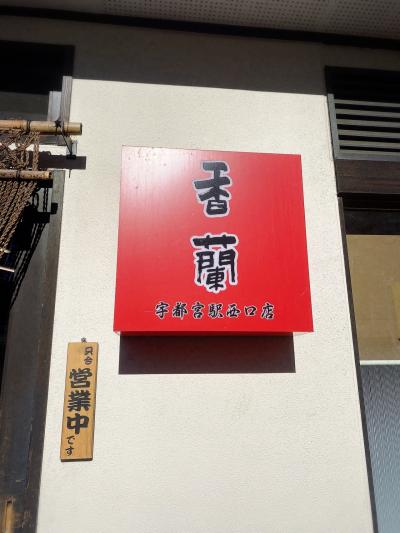 香蘭
宇都宮駅西口店
只今
営業中
です